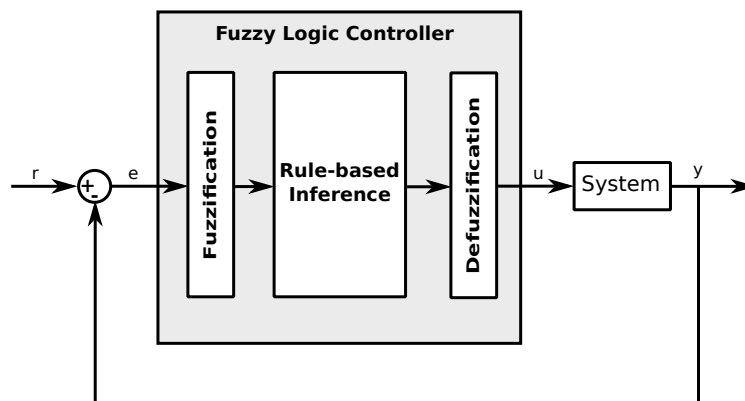 Fuzzy Logic Controller
r
+
-
e
Fuzzification
Rule-based
Inference
Defuzzification
u
System
y